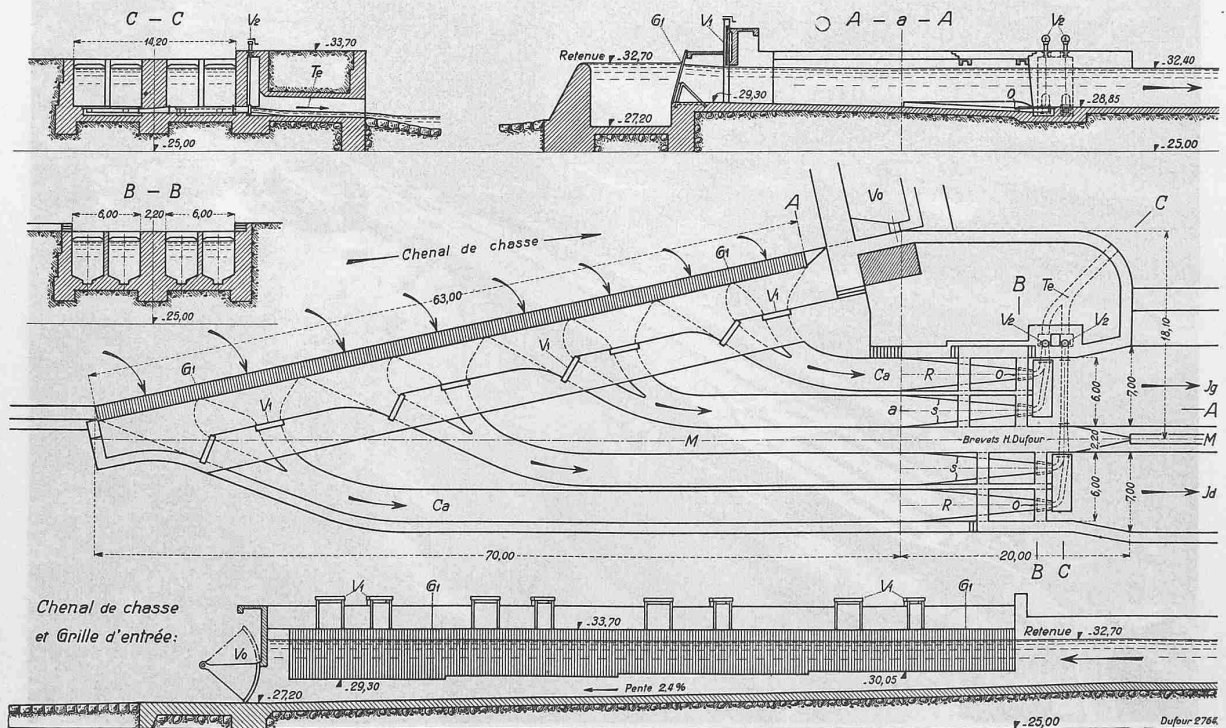 C - C
V2
14,20
33,70
Te
25,00
G1
V1
A - a - A
V2
Retenue 32,70
32,40
29,30
O
28,85
27,20
25,00
B - B
6,00 2,20 6,00
25,00
Chenal de chasse
63,00
A
Vo
C
G1
V1
Te
B
V2
V2
18,10
G1
V1
V1
Ca
R
O
6,00
7,00
Jg
a
s
A
M
Brevets H. Dufour
2,20
M
s
6,00
7,00
Jd
Ca
R
O
70,00
20,00
B C
Chenal de chasse
et Grille d'entrée:
V1
G1
V1
G1
33,70
Retenue 32,70
Vo
29,30
30,05
27,20
Pente 2,4 %
25,00
Dufour 2764.